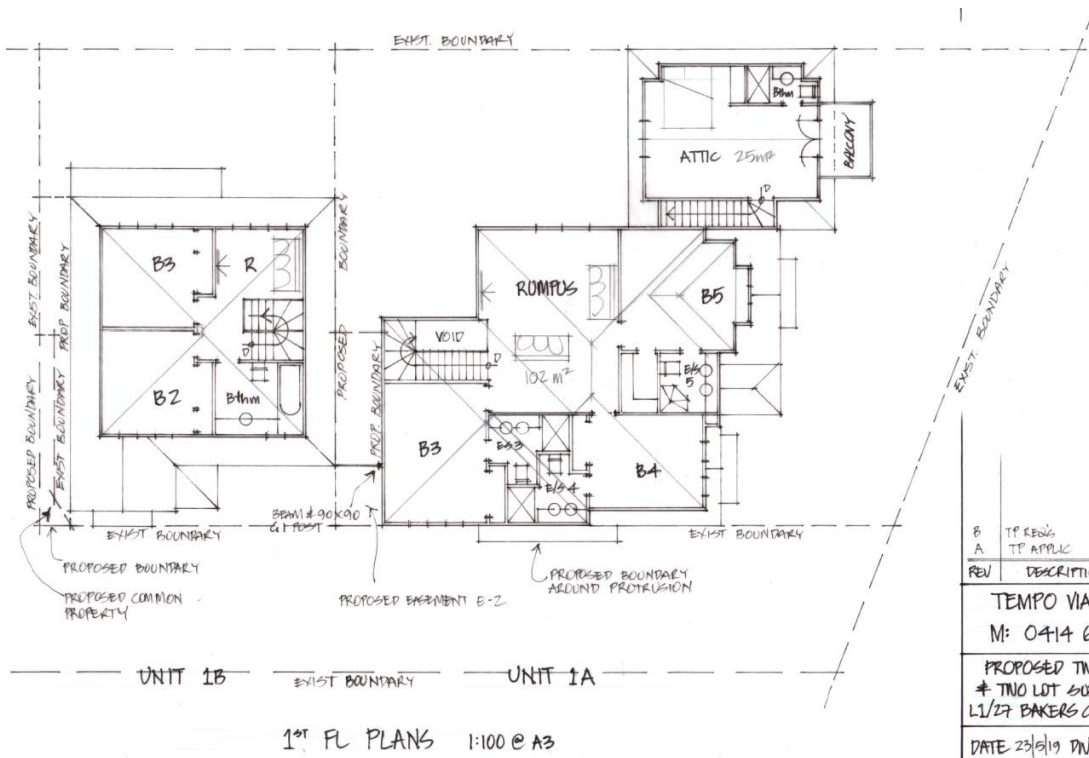 EXIST. BOUNDARY
Bthm
ATTIC 25m²
BALCONY
D
EXIST BOUNDARY
PROP BOUNDARY
BOUNDARY
PROPOSED
PROP. BOUNDARY
PROPOSED BOUNDARY
EXIST BOUNDARY
B3
R
D
B2
Bthm
RUMPUS
B5
VOID
D
102 m²
E/S
5
B3
E/S 3
E/S 4
B4
EXIST. BOUNDARY
BEAM & 90x90
G.I POST
EXIST BOUNDARY
EXIST BOUNDARY
PROPOSED BOUNDARY
PROPOSED COMMON
PROPERTY
PROPOSED EASEMENT E-2
PROPOSED BOUNDARY
AROUND PROTRUSION
UNIT 1B
EXIST BOUNDARY
UNIT 1A
1ST FL PLANS 1:100 @ A3
B
A TP APPLIC
REV DESCRIPTI
TEMPO VIA
M: 0414 6
PROPOSED TW
& TWO LOT SU
L1/27 BAKERS
DATE 23/5/19